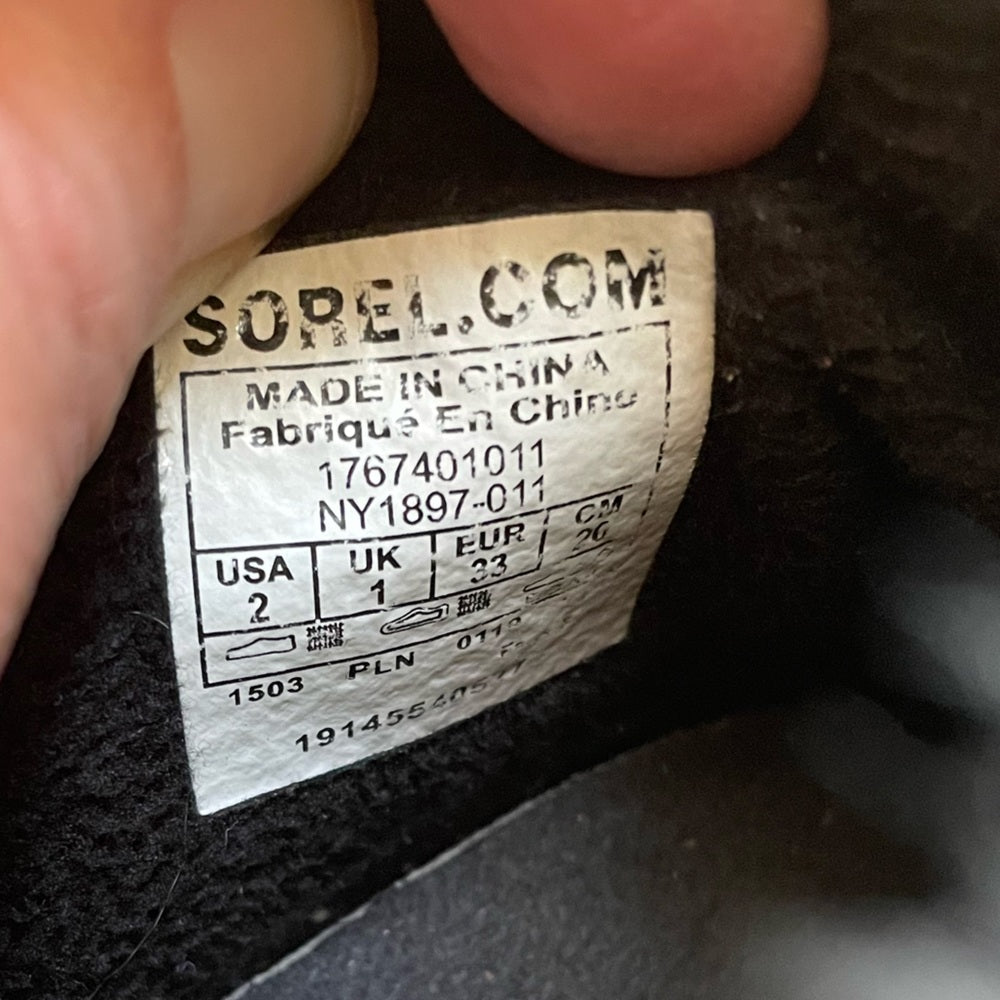 SOREL.COM
MADE IN CHINA
Fabriqué En Chine
1767401011
NY1897-011
USA UK EUR CM
2 1 33 20
1503 PLN